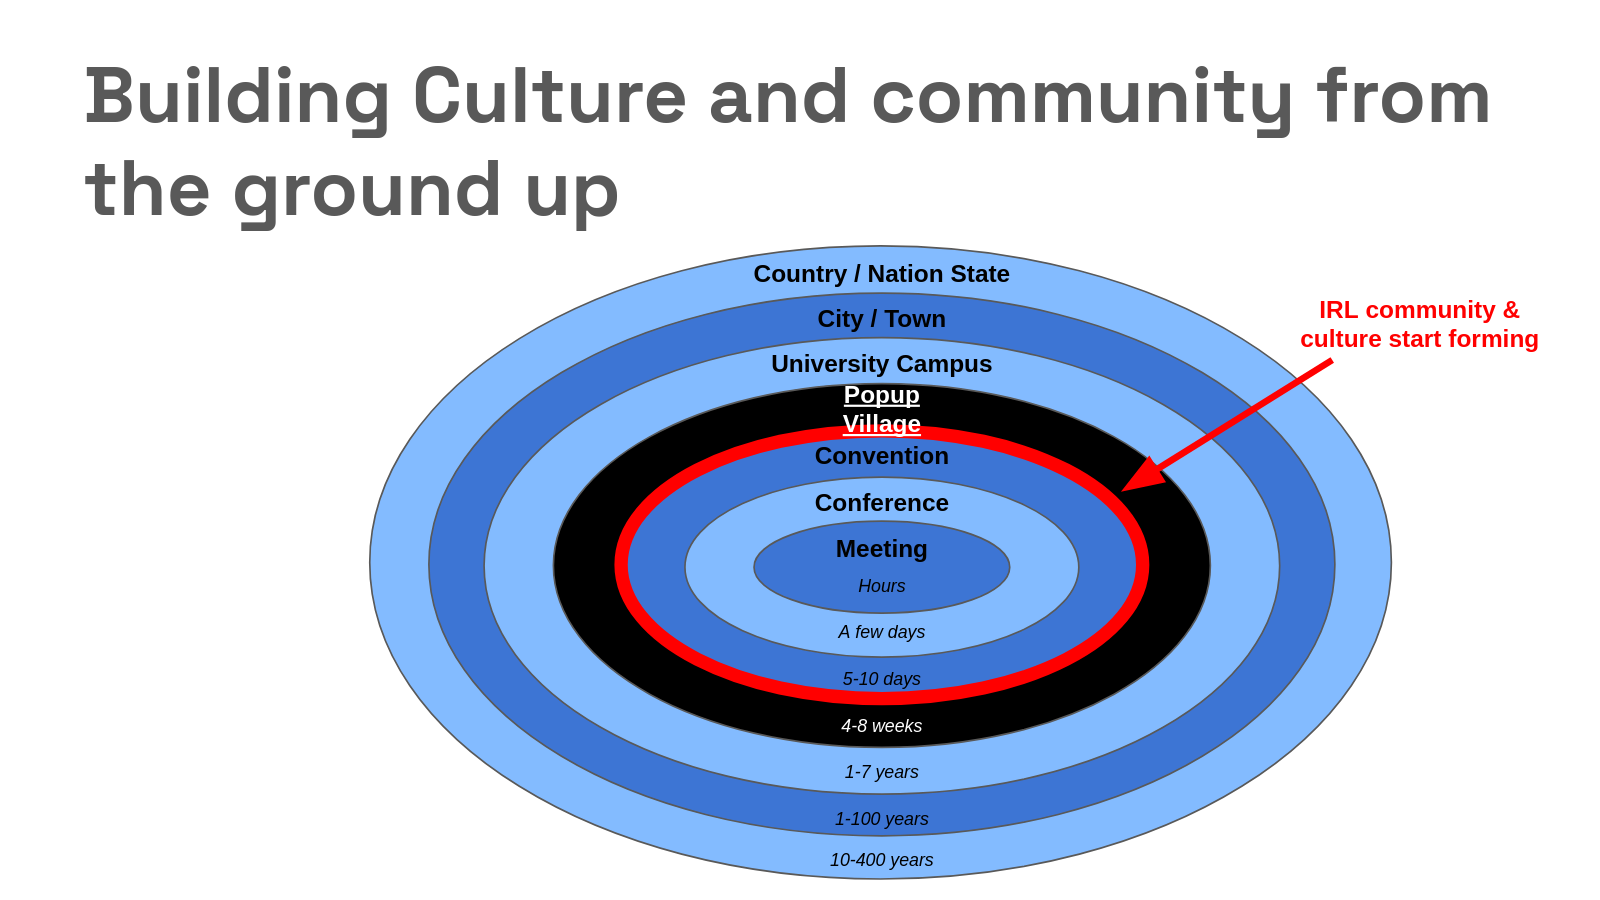 Building Culture and community from
the ground up
Country / Nation State
IRL community &
culture start forming
City / Town
University Campus
Popup
Village
Convention
Conference
Meeting
Hours
A few days
5-10 days
4-8 weeks
1-7 years
1-100 years
10-400 years